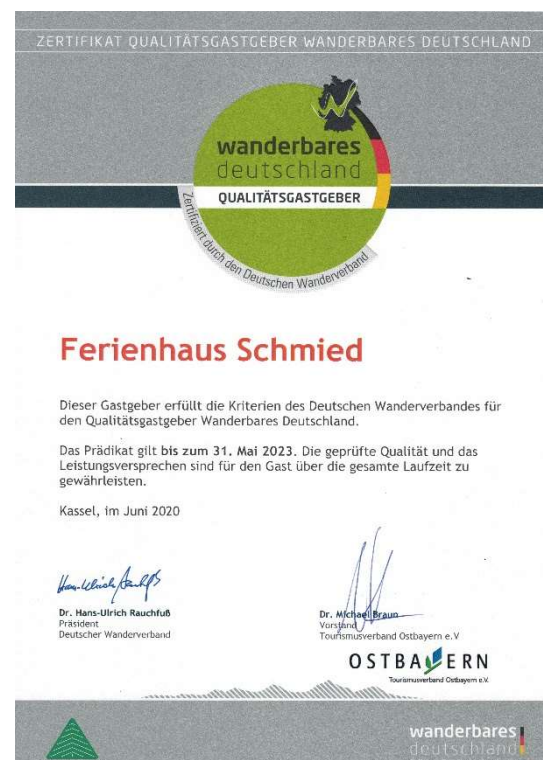 ZERTIFIKAT QUALITÄTSGASTGEBER WANDERBARES DEUTSCHLAND
wanderbares
deutschland
QUALITÄTSGASTGEBER
Zertifiziert durch den Deutschen Wanderverband
Ferienhaus Schmied
Dieser Gastgeber erfüllt die Kriterien des Deutschen Wanderverbandes für
den Qualitätsgastgeber Wanderbares Deutschland.
Das Prädikat gilt bis zum 31. Mai 2023. Die geprüfte Qualität und das
Leistungsversprechen sind für den Gast über die gesamte Laufzeit zu
gewährleisten.
Kassel, im Juni 2020
Dr. Hans-Ulrich Rauchfuß
Präsident
Deutscher Wanderverband
Dr. Michael Braun
Vorstand
Tourismusverband Ostbayern e.V
OSTBAYERN
Tourismusverband Ostbayern e.V.
wanderbares
deutschland